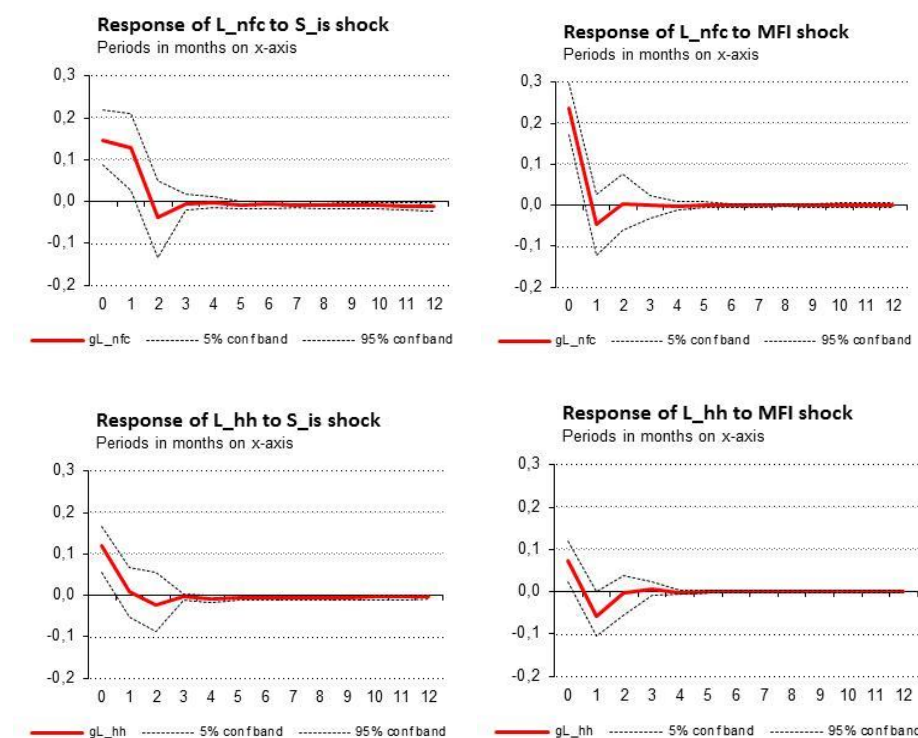 Response of L_nfc to S_is shock
Periods in months on x-axis
0,3
0,2
0,1
0,0
-0,1
-0,2
0 1 2 3 4 5 6 7 8 9 10 11 12
gL_nfc 5% conf band 95% conf band
Response of L_nfc to MFI shock
Periods in months on x-axis
0,3
0,2
0,1
0,0
-0,1
-0,2
0 1 2 3 4 5 6 7 8 9 10 11 12
gL_nfc 5% conf band 95% conf band
Response of L_hh to S_is shock
Periods in months on x-axis
0,3
0,2
0,1
0,0
-0,1
-0,2
0 1 2 3 4 5 6 7 8 9 10 11 12
gL_hh 5% conf band 95% conf band
Response of L_hh to MFI shock
Periods in months on x-axis
0,3
0,2
0,1
0,0
-0,1
-0,2
0 1 2 3 4 5 6 7 8 9 10 11 12
gL_hh 5% conf band 95% conf band